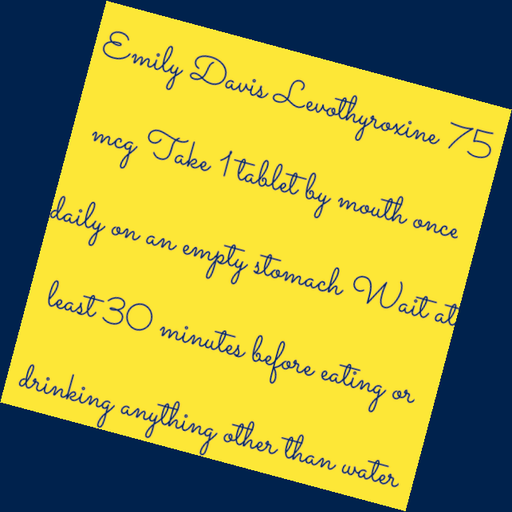 Emily Davis Levothyroxine 75
mcg Take 1 tablet by mouth once
daily on an empty stomach Wait at
least 30 minutes before eating or
drinking anything other than water